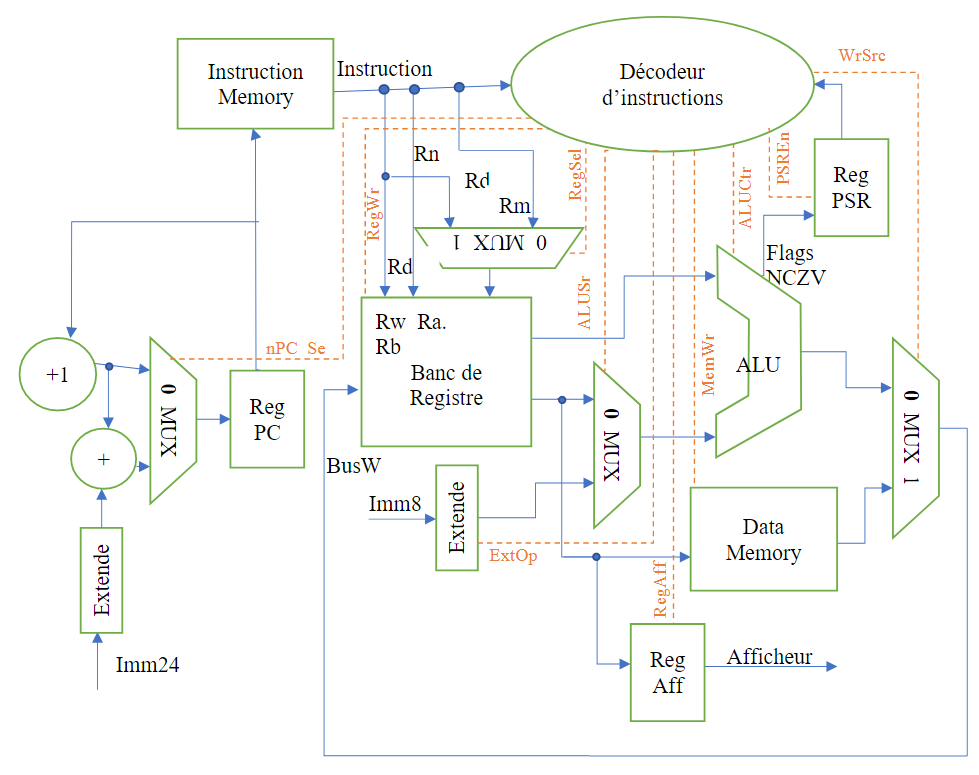 Instruction
Memory
Instruction
Décodeur
d’instructions
WrSrc
Rn
Rd
Rm
RegSel
ALUCtr
PSREn
Reg
PSR
RegWr
0 MUX 1
Rd
Flags
NCZV
Rw Ra.
Rb
Banc de
Registre
ALUSr
nPC_Se
+1
0 MUX
Reg
PC
MemWr
ALU
0 MUX
0 MUX 1
+
BusW
Imm8
Extende
ExtOp
Data
Memory
Extende
RegAff
Imm24
Reg
Aff
Afficheur